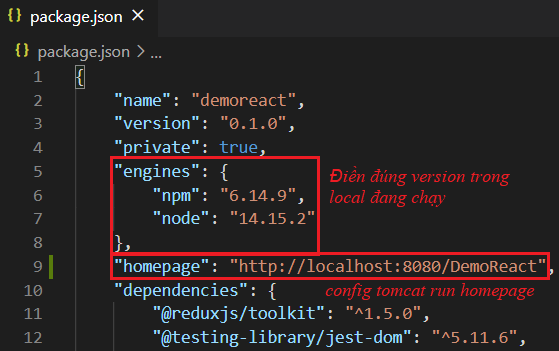 {} package.json ×
{} package.json > ...
1 {
2 "name": "demoreact",
3 "version": "0.1.0",
4 "private": true,
5 "engines": {
Điền đúng version trong
6 "npm": "6.14.9",
local đang chạy
7 "node": "14.15.2"
8 },
9 "homepage": "http://localhost:8080/DemoReact",
10 "dependencies": {
config tomcat run homepage
11 "@reduxjs/toolkit": "^1.5.0",
12 "@testing-library/jest-dom": "^5.11.6",